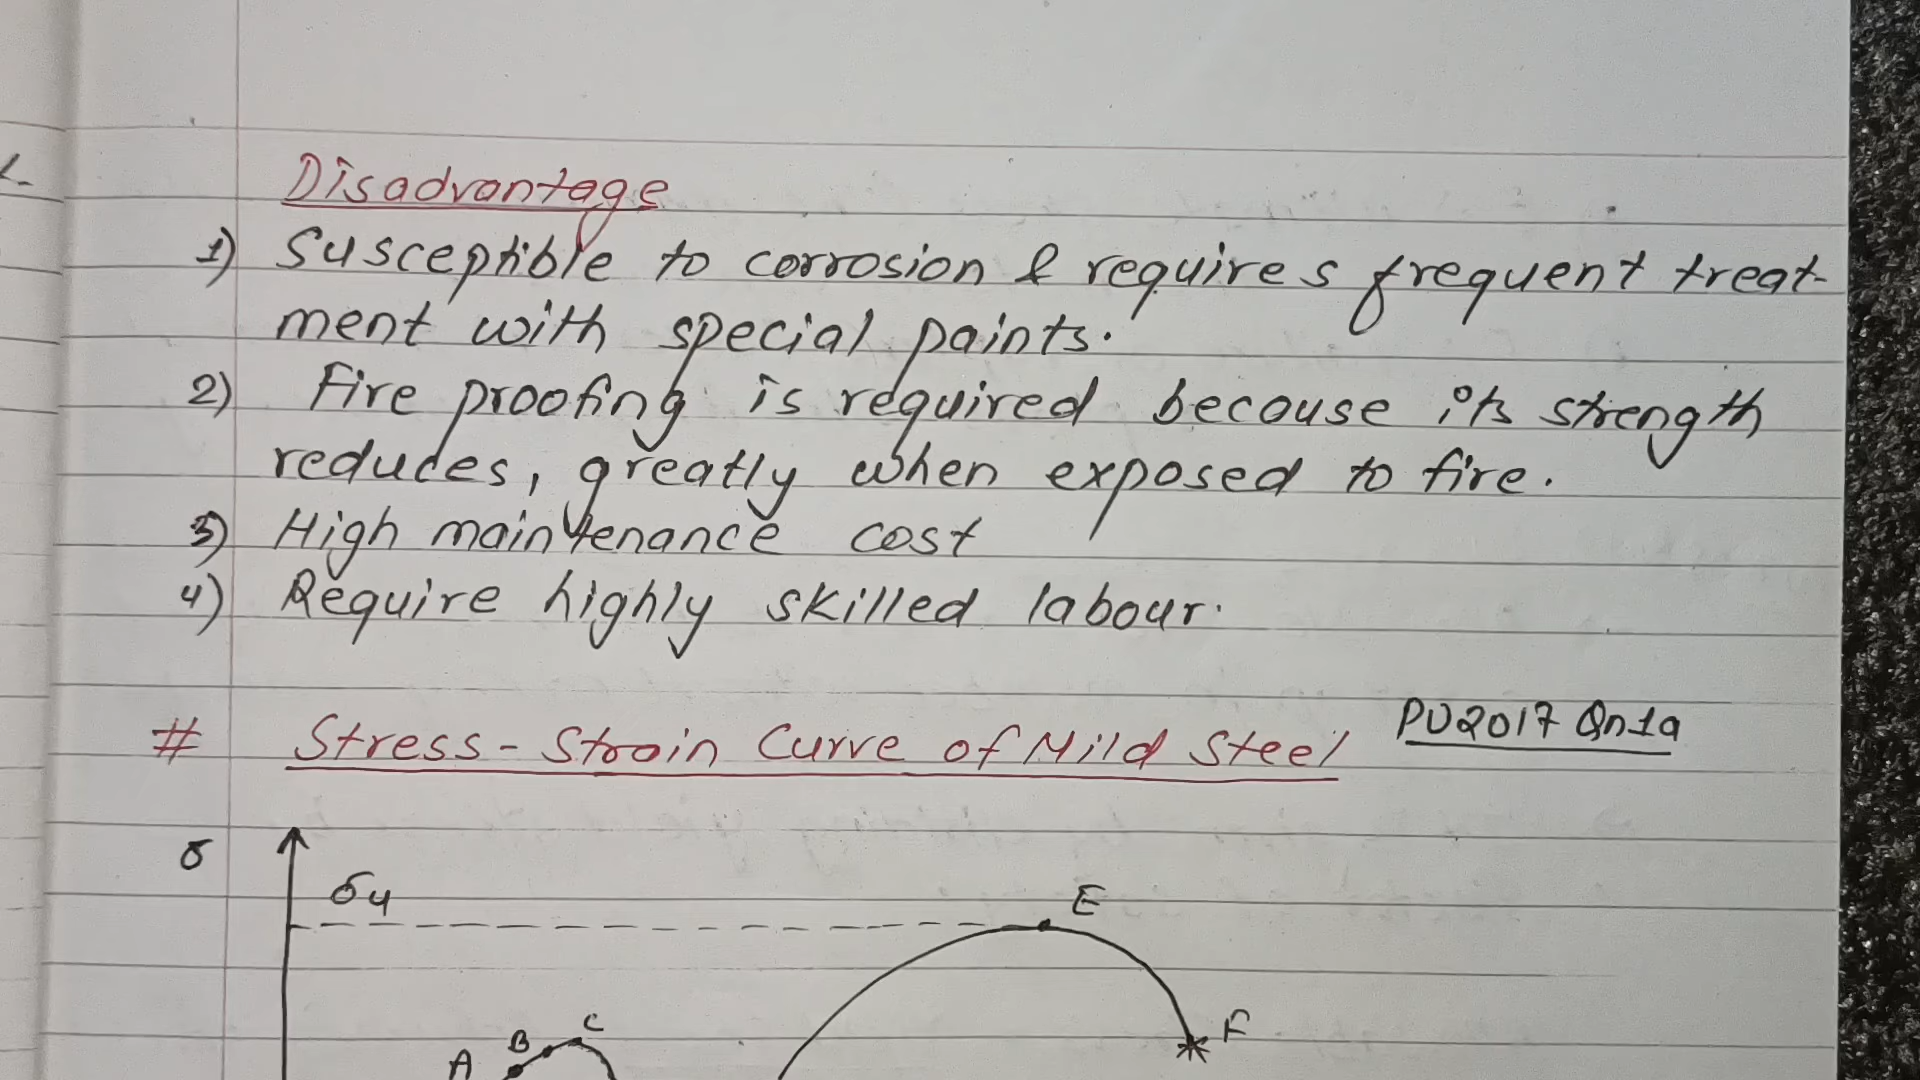 Disadvantage
1) Susceptible to corrosion & requires frequent treat-
ment with special paints.
2) Fire proofing is required because its strength
reduces, greatly when exposed to fire.
3) High maintenance cost
4) Require highly skilled labour.
# Stress-Strain Curve of Mild Steel PU2017 Qn1a
σ
σu
E
C
B
F
A